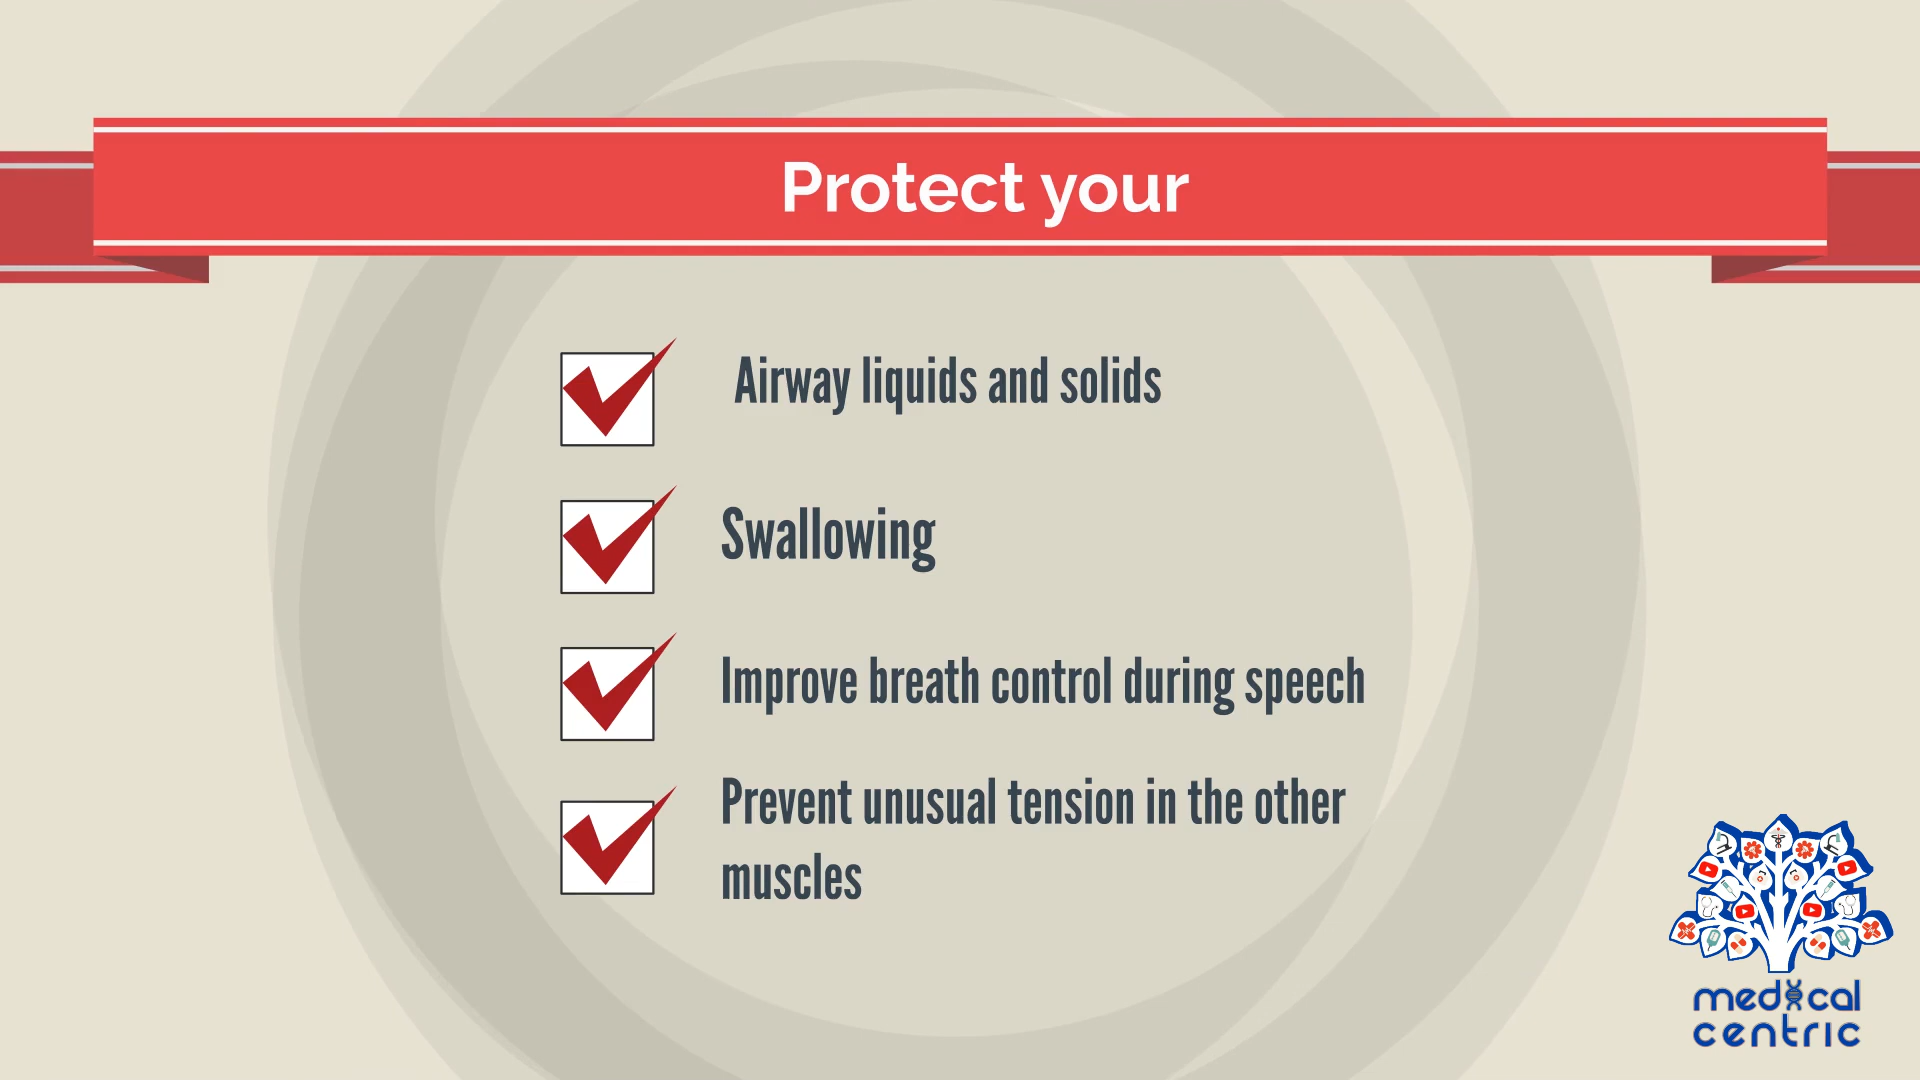 Protect your
Airway liquids and solids
Swallowing
Improve breath control during speech
Prevent unusual tension in the other
muscles
medical
centric